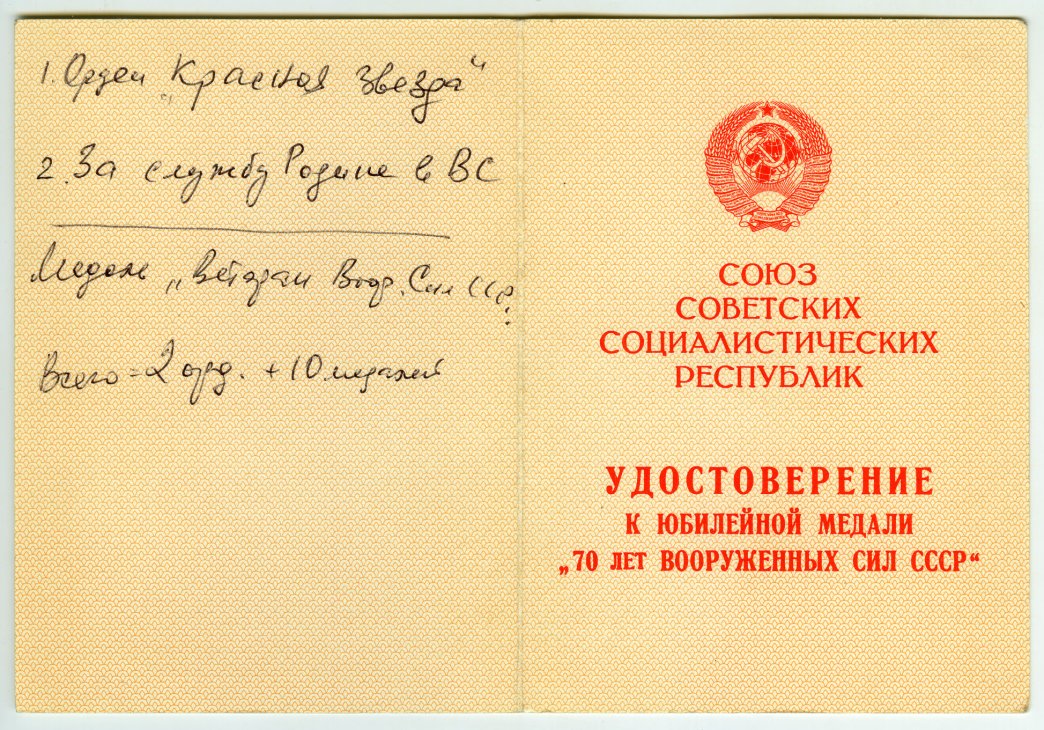 1. Орден „Красная звезда"
2. За службу Родине в ВС
Медаль „Ветеран Воор. Сил СССР.
Всего = 2 орд. + 10 медалей
СОЮЗ
СОВЕТСКИХ
СОЦИАЛИСТИЧЕСКИХ
РЕСПУБЛИК
УДОСТОВЕРЕНИЕ
К ЮБИЛЕЙНОЙ МЕДАЛИ
„70 ЛЕТ ВООРУЖЕННЫХ СИЛ СССР“